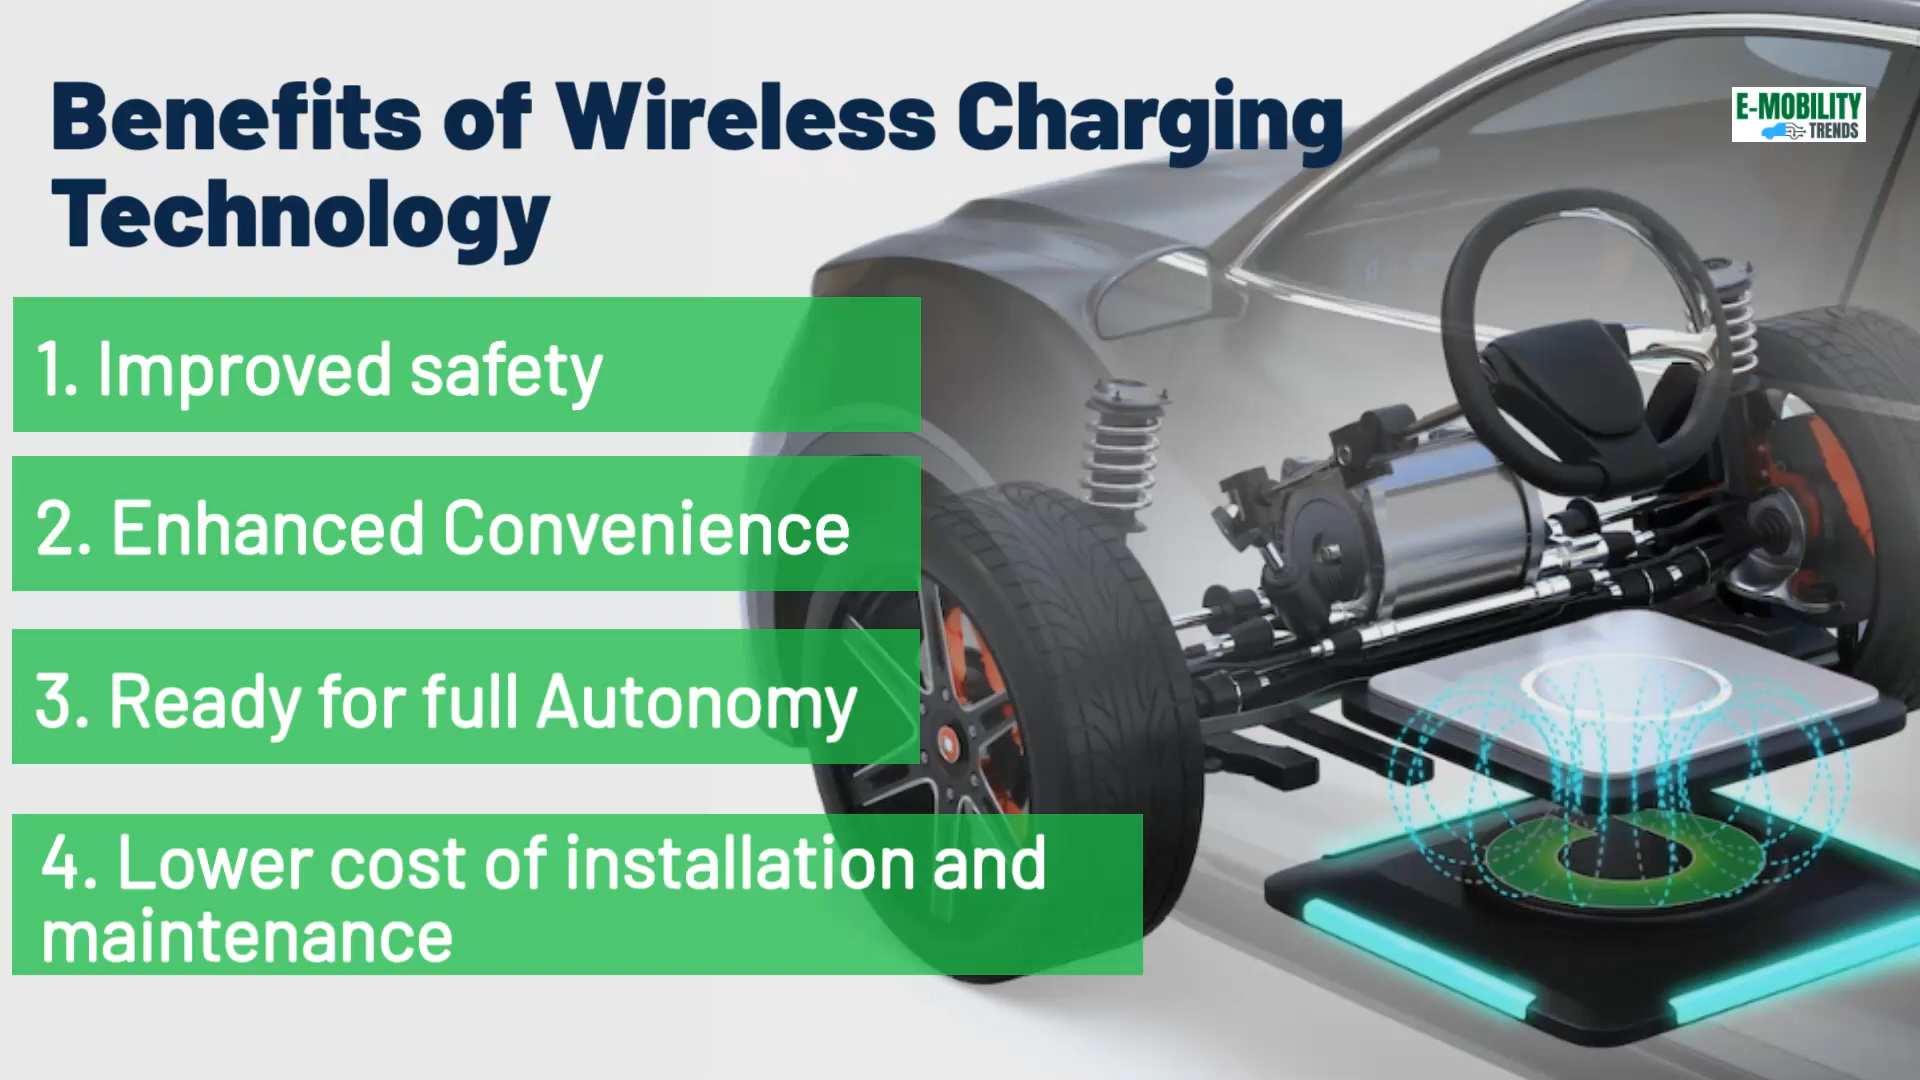 Benefits of Wireless Charging
Technology
E-MOBILITY
TRENDS
1. Improved safety
2. Enhanced Convenience
3. Ready for full Autonomy
4. Lower cost of installation and
maintenance